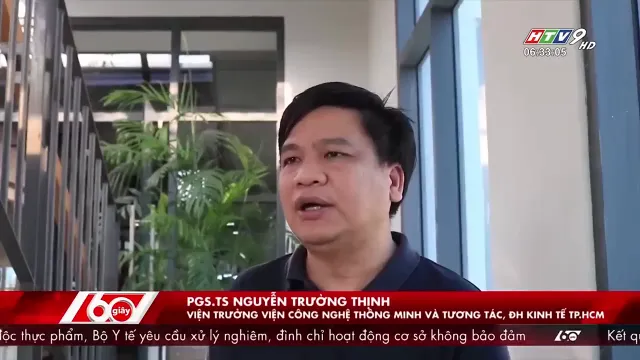 HTV9 HD
06:33:05
60 giây
PGS.TS NGUYỄN TRƯỜNG THỊNH
VIỆN TRƯỞNG VIỆN CÔNG NGHỆ THÔNG MINH VÀ TƯƠNG TÁC, ĐH KINH TẾ TP.HCM
độc thực phẩm, Bộ Y tế yêu cầu xử lý nghiêm, đình chỉ hoạt động cơ sở không bảo đảm
60s
Kết q